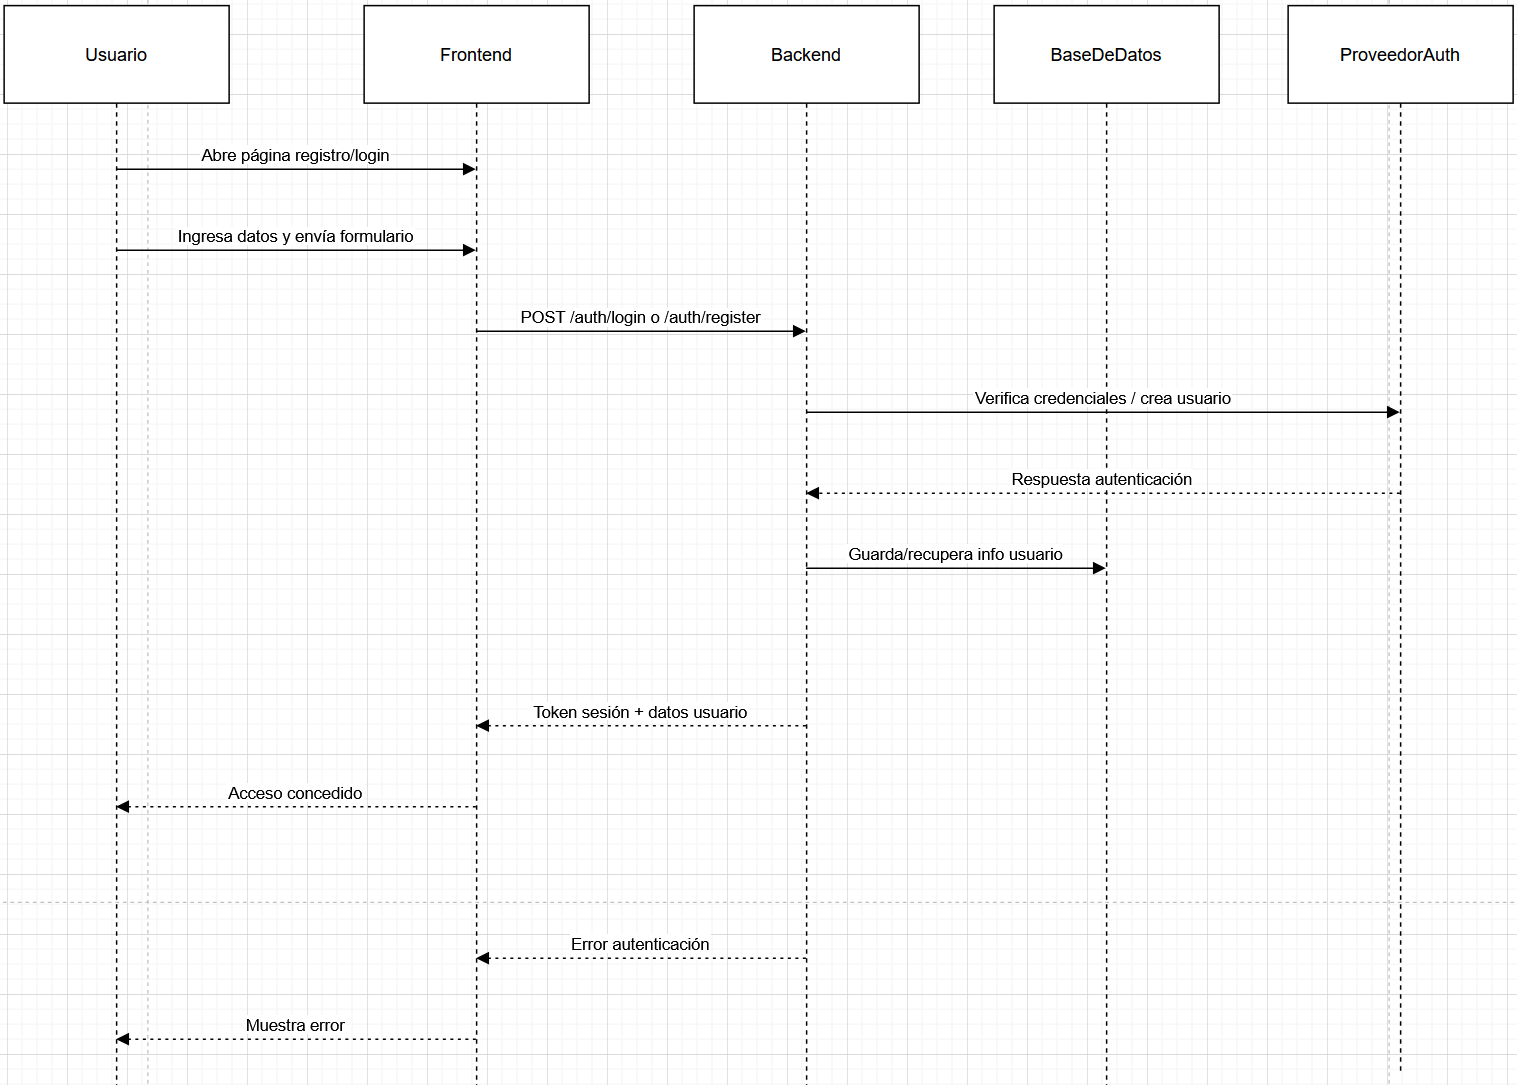 Usuario
Frontend
Backend
BaseDeDatos
ProveedorAuth
Abre página registro/login
Ingresa datos y envía formulario
POST /auth/login o /auth/register
Verifica credenciales / crea usuario
Respuesta autenticación
Guarda/recupera info usuario
Token sesión + datos usuario
Acceso concedido
Error autenticación
Muestra error